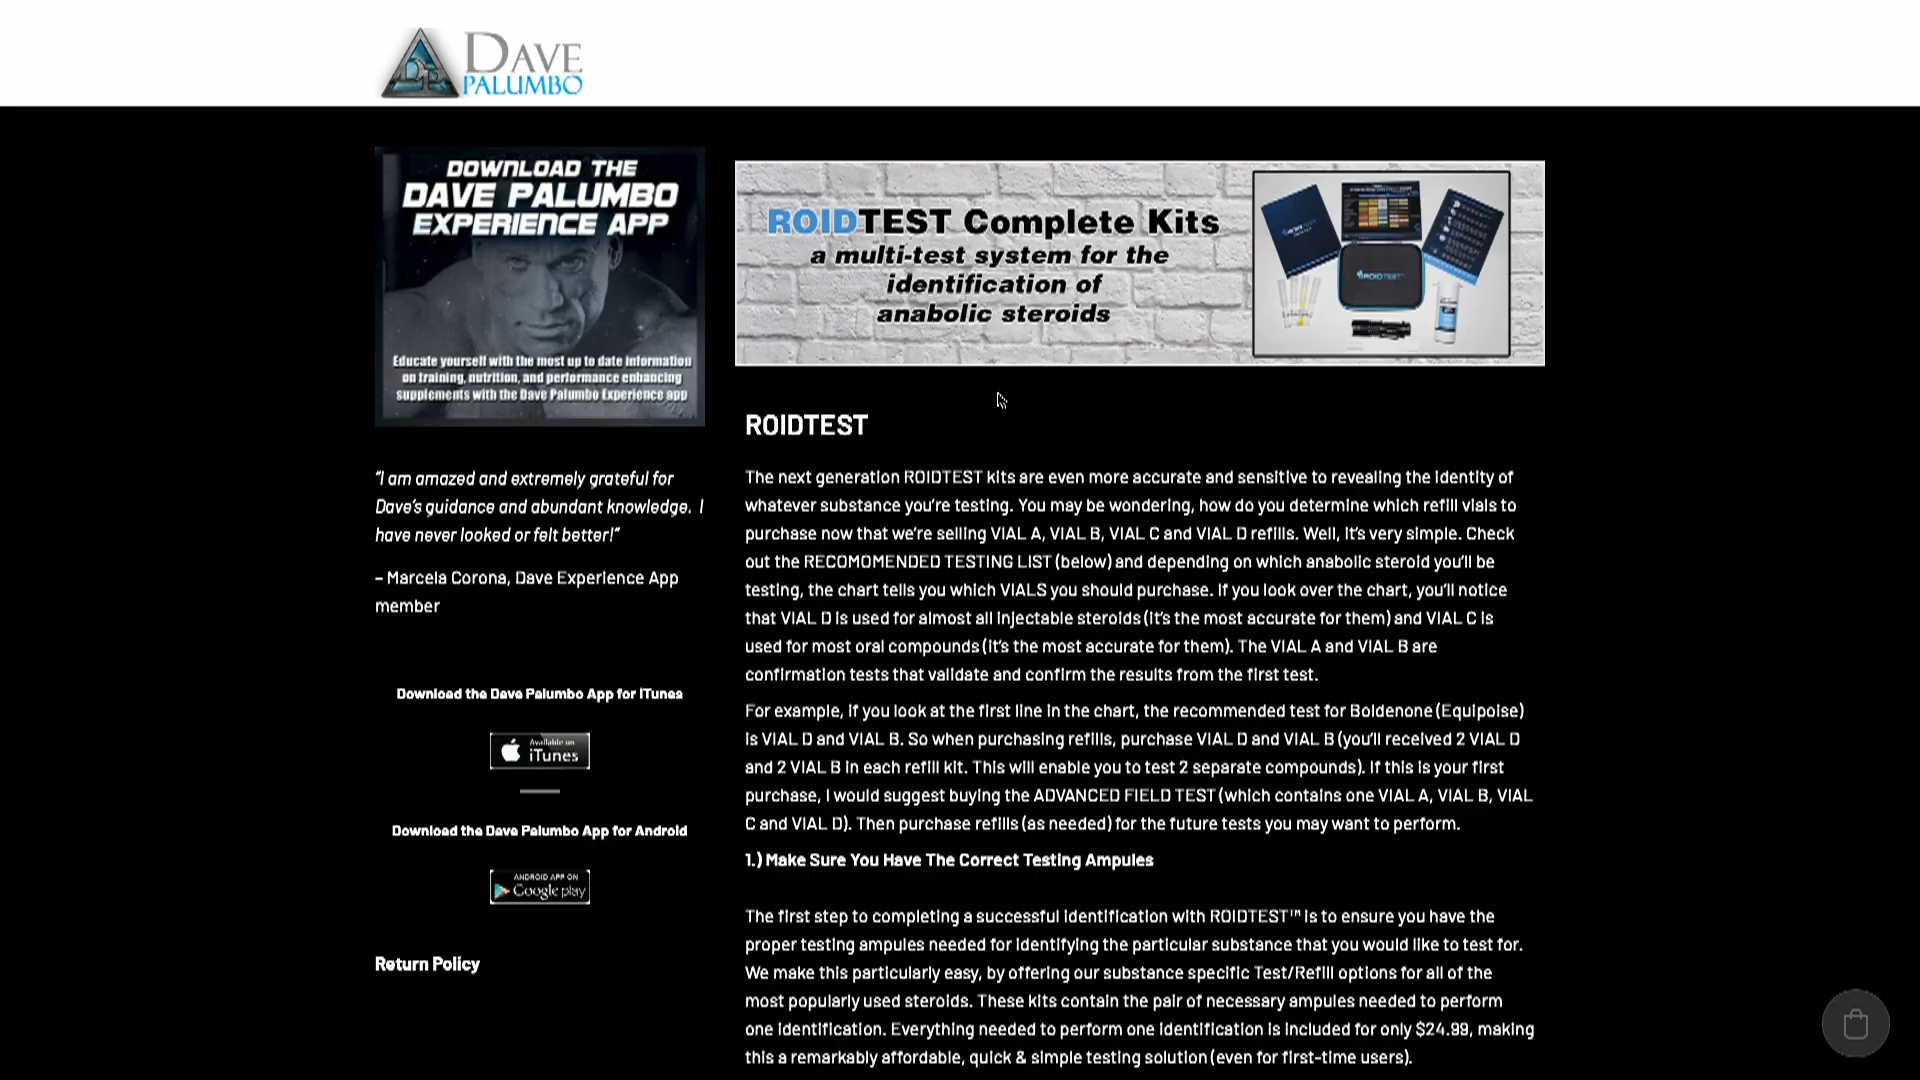 DAVE
PALUMBO
DOWNLOAD THE
DAVE PALUMBO
EXPERIENCE APP
Educate yourself with the most up to date information
on training, nutrition, and performance enhancing
supplements with the Dave Palumbo Experience app
"I am amazed and extremely grateful for
Dave's guidance and abundant knowledge. I
have never looked or felt better!"
– Marcela Corona, Dave Experience App
member
Download the Dave Palumbo App for iTunes
Available on
iTunes
Download the Dave Palumbo App for Android
ANDROID APP ON
Google play
Return Policy
ROIDTEST Complete Kits
a multi-test system for the
identification of
anabolic steroids
ROIDTEST
ROIDTEST
The next generation ROIDTEST kits are even more accurate and sensitive to revealing the identity of
whatever substance you're testing. You may be wondering, how do you determine which refill vials to
purchase now that we're selling VIAL A, VIAL B, VIAL C and VIAL D refills. Well, it's very simple. Check
out the RECOMOMENDED TESTING LIST (below) and depending on which anabolic steroid you'll be
testing, the chart tells you which VIALS you should purchase. If you look over the chart, you'll notice
that VIAL D is used for almost all injectable steroids (it's the most accurate for them) and VIAL C is
used for most oral compounds (it's the most accurate for them). The VIAL A and VIAL B are
confirmation tests that validate and confirm the results from the first test.
For example, if you look at the first line in the chart, the recommended test for Boldenone (Equipoise)
is VIAL D and VIAL B. So when purchasing refills, purchase VIAL D and VIAL B (you'll received 2 VIAL D
and 2 VIAL B in each refill kit. This will enable you to test 2 separate compounds). If this is your first
purchase, I would suggest buying the ADVANCED FIELD TEST (which contains one VIAL A, VIAL B, VIAL
C and VIAL D). Then purchase refills (as needed) for the future tests you may want to perform.
1.) Make Sure You Have The Correct Testing Ampules
The first step to completing a successful identification with ROIDTEST™ is to ensure you have the
proper testing ampules needed for identifying the particular substance that you would like to test for.
We make this particularly easy, by offering our substance specific Test/Refill options for all of the
most popularly used steroids. These kits contain the pair of necessary ampules needed to perform
one identification. Everything needed to perform one identification is included for only $24.99, making
this a remarkably affordable, quick & simple testing solution (even for first-time users).